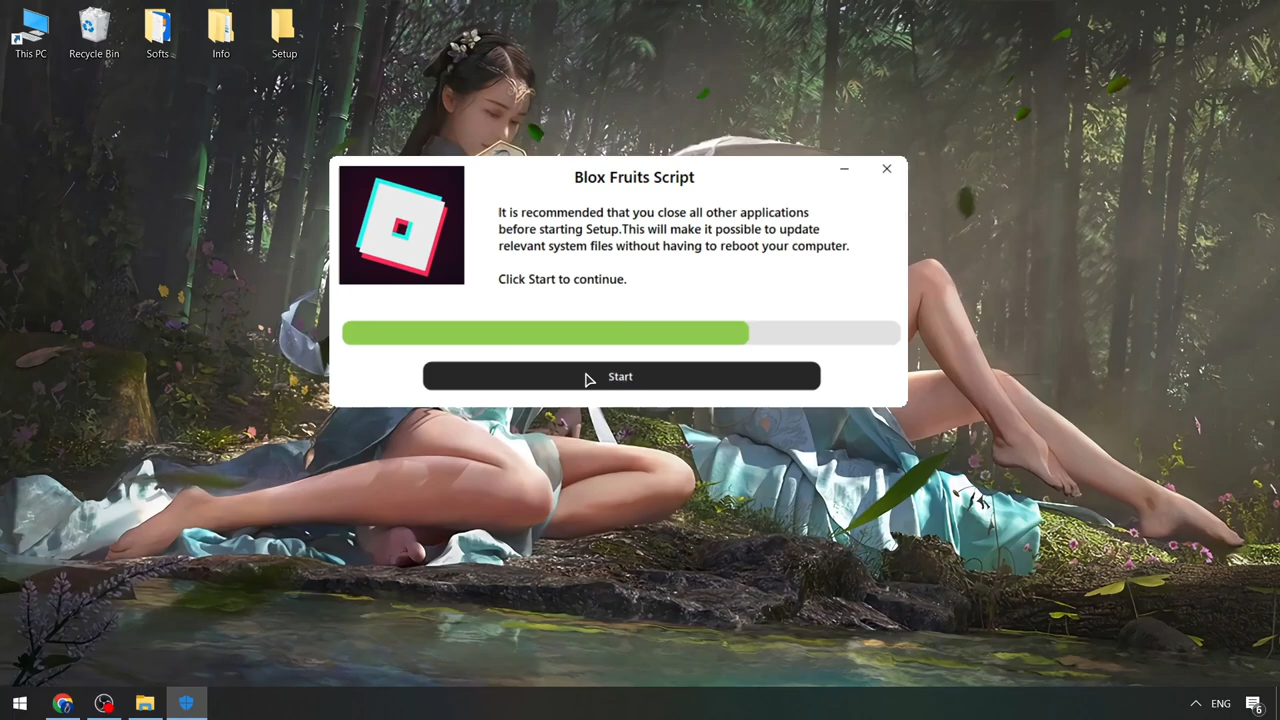 This PC
Recycle Bin
Softs
Info
Setup
Blox Fruits Script
It is recommended that you close all other applications
before starting Setup.This will make it possible to update
relevant system files without having to reboot your computer.
Click Start to continue.
Start
ENG
6